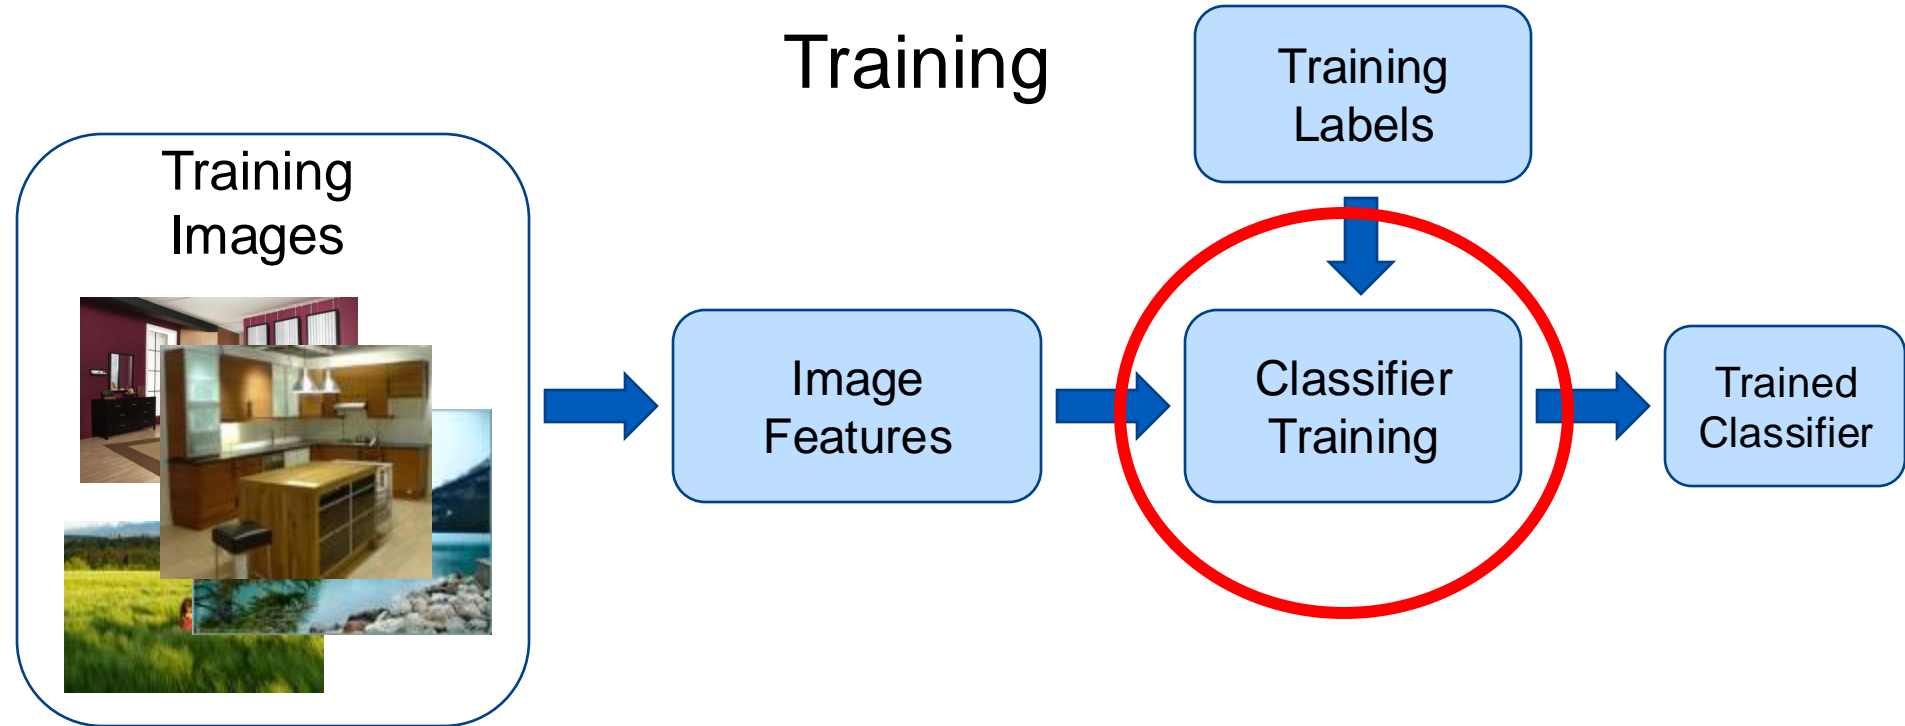 Training
Training
Labels
Training
Images
Image
Features
Classifier
Training
Trained
Classifier